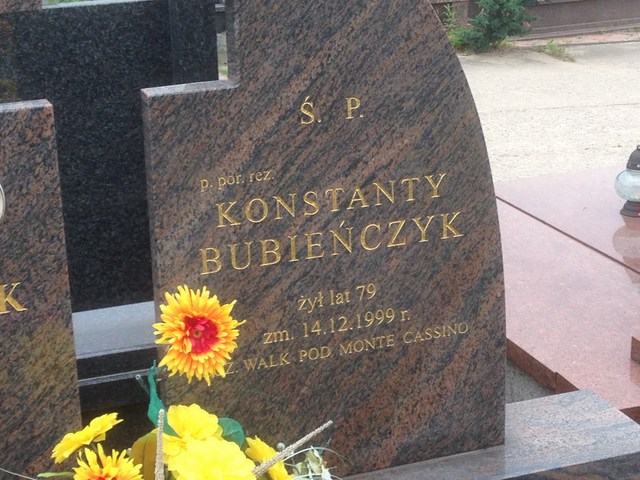 Ś. P.
p. por. rez.
KONSTANTY
BUBIEŃCZYK
żył lat 79
zm. 14.12.1999 r.
WALK POD MONTE CASSINO
K